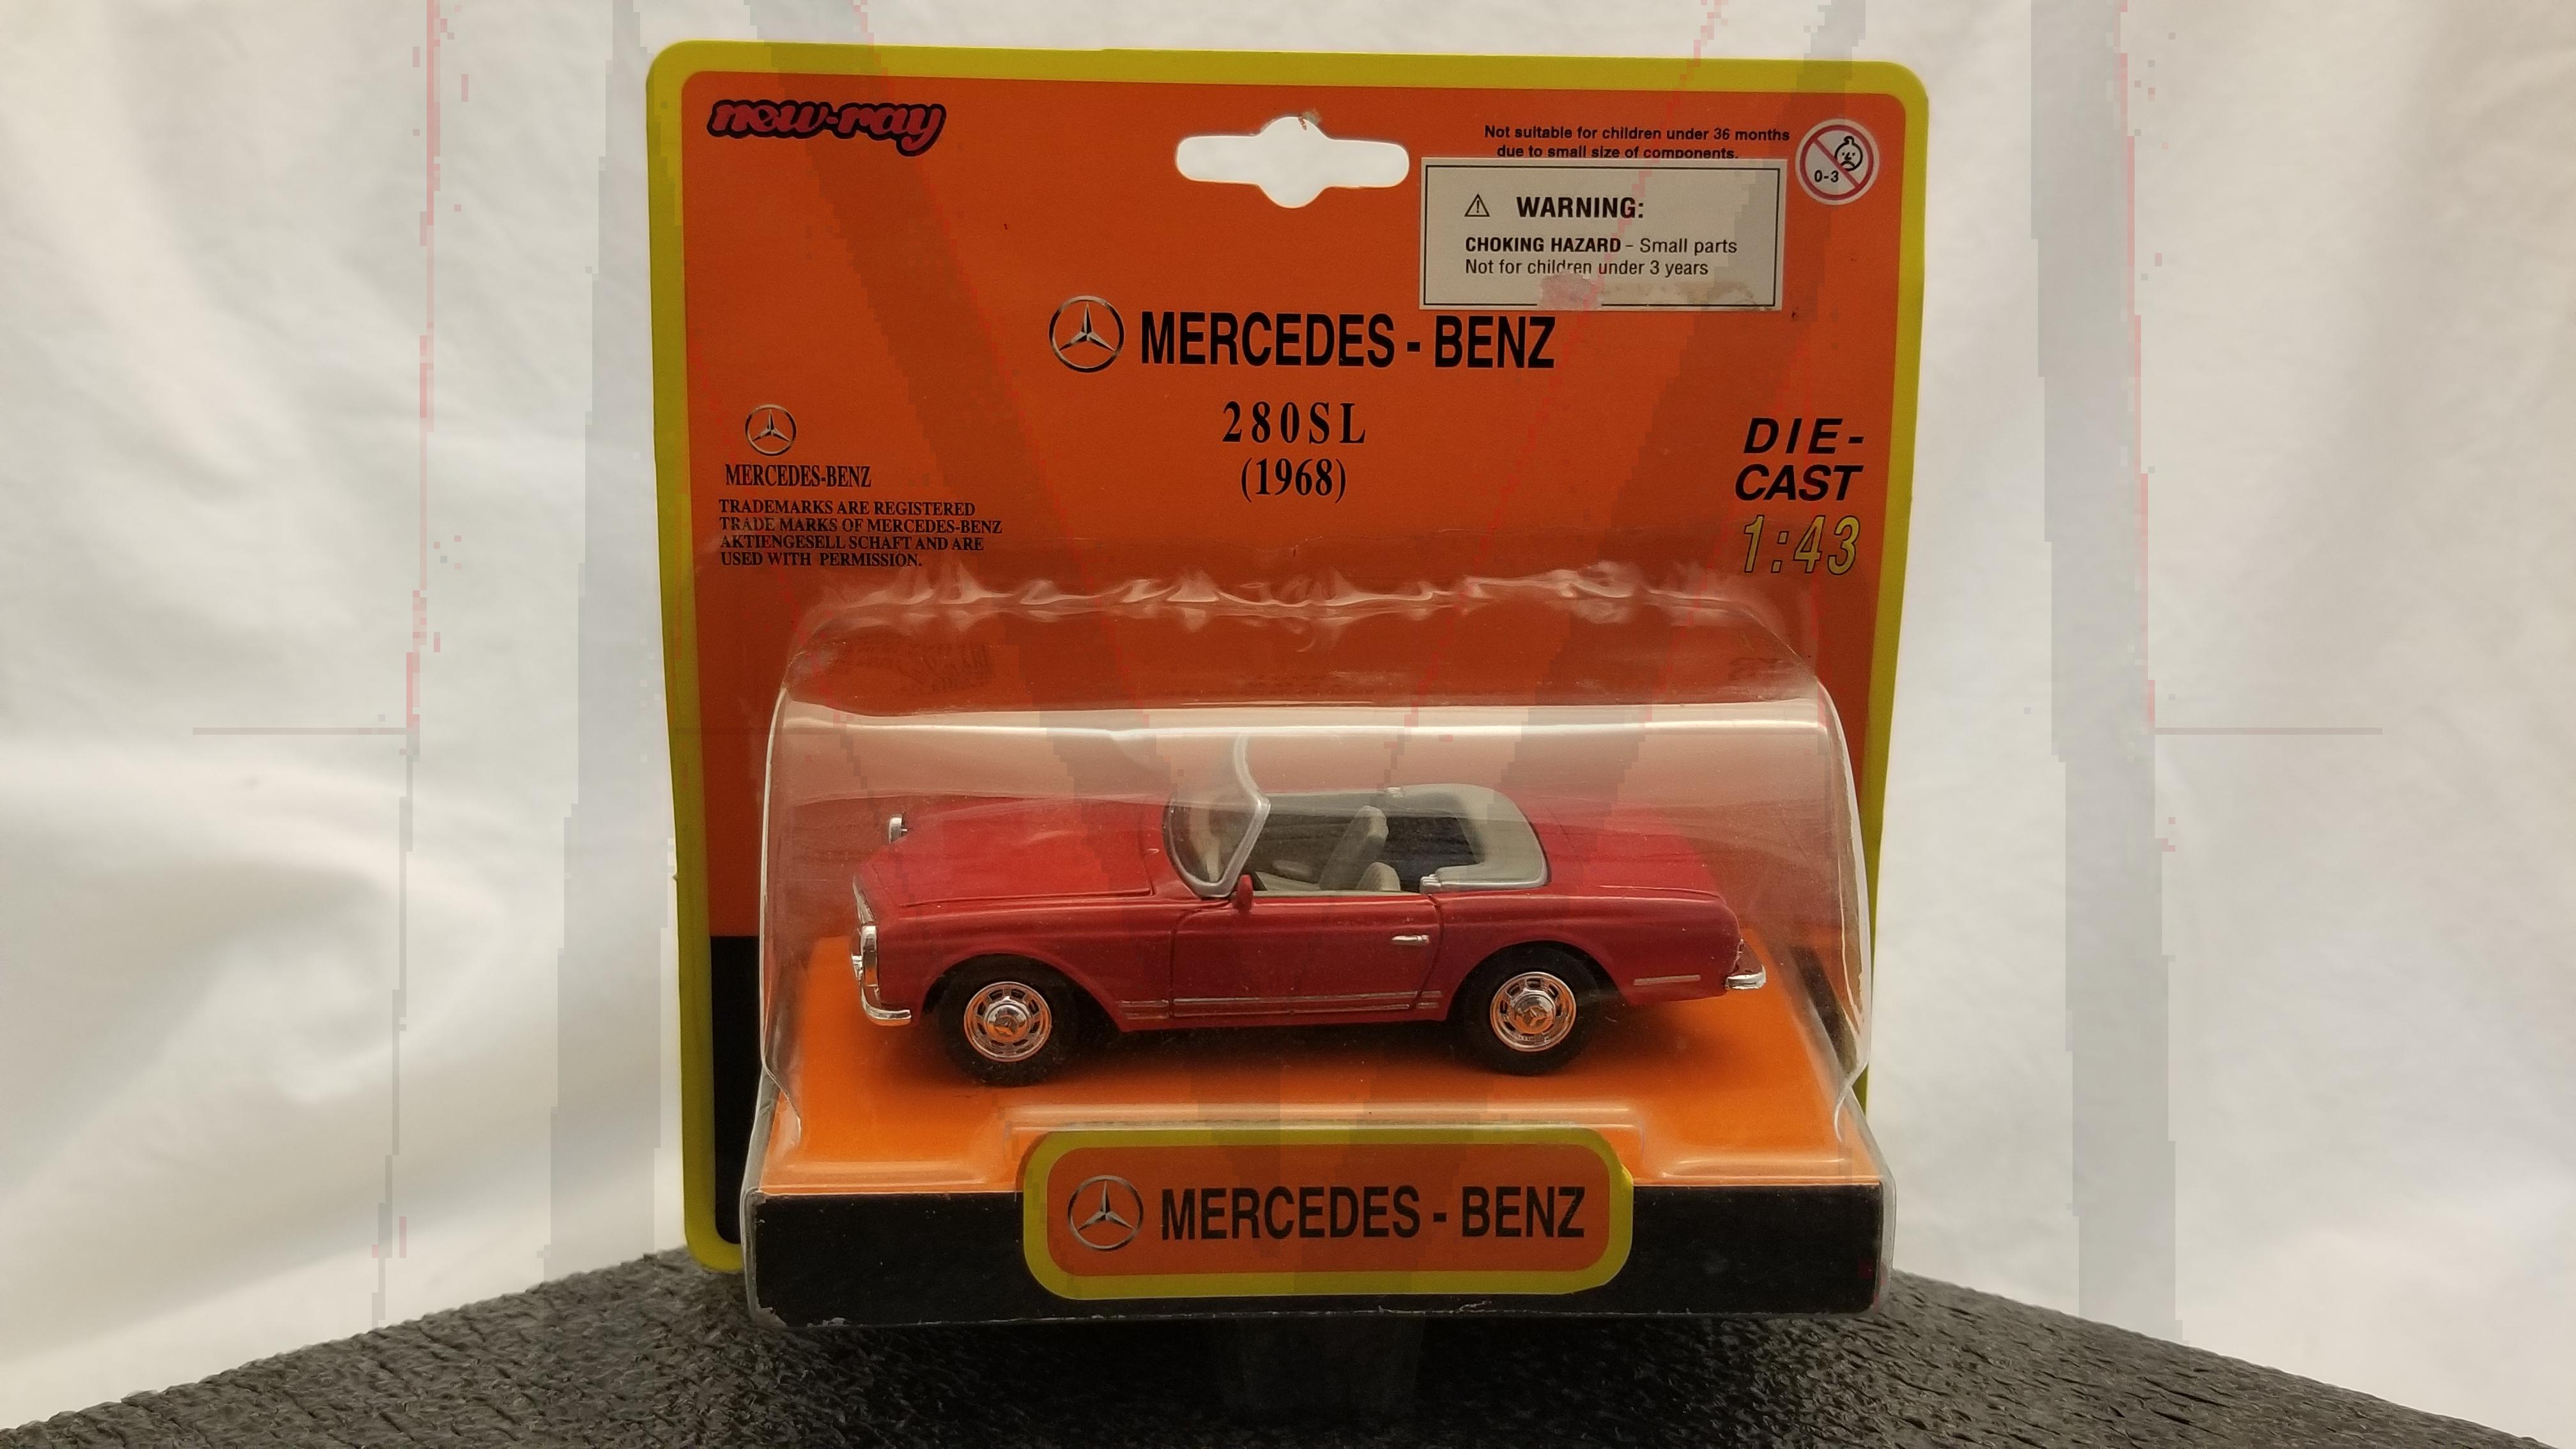 new-ray
Not suitable for children under 36 months
due to small size of components.
0-3
WARNING:
CHOKING HAZARD - Small parts
Not for children under 3 years
MERCEDES - BENZ
280SL
(1968)
MERCEDES-BENZ
TRADEMARKS ARE REGISTERED
TRADE MARKS OF MERCEDES-BENZ
AKTIENGESELL SCHAFT AND ARE
USED WITH PERMISSION.
DIE-
CAST
1:43
MERCEDES - BENZ